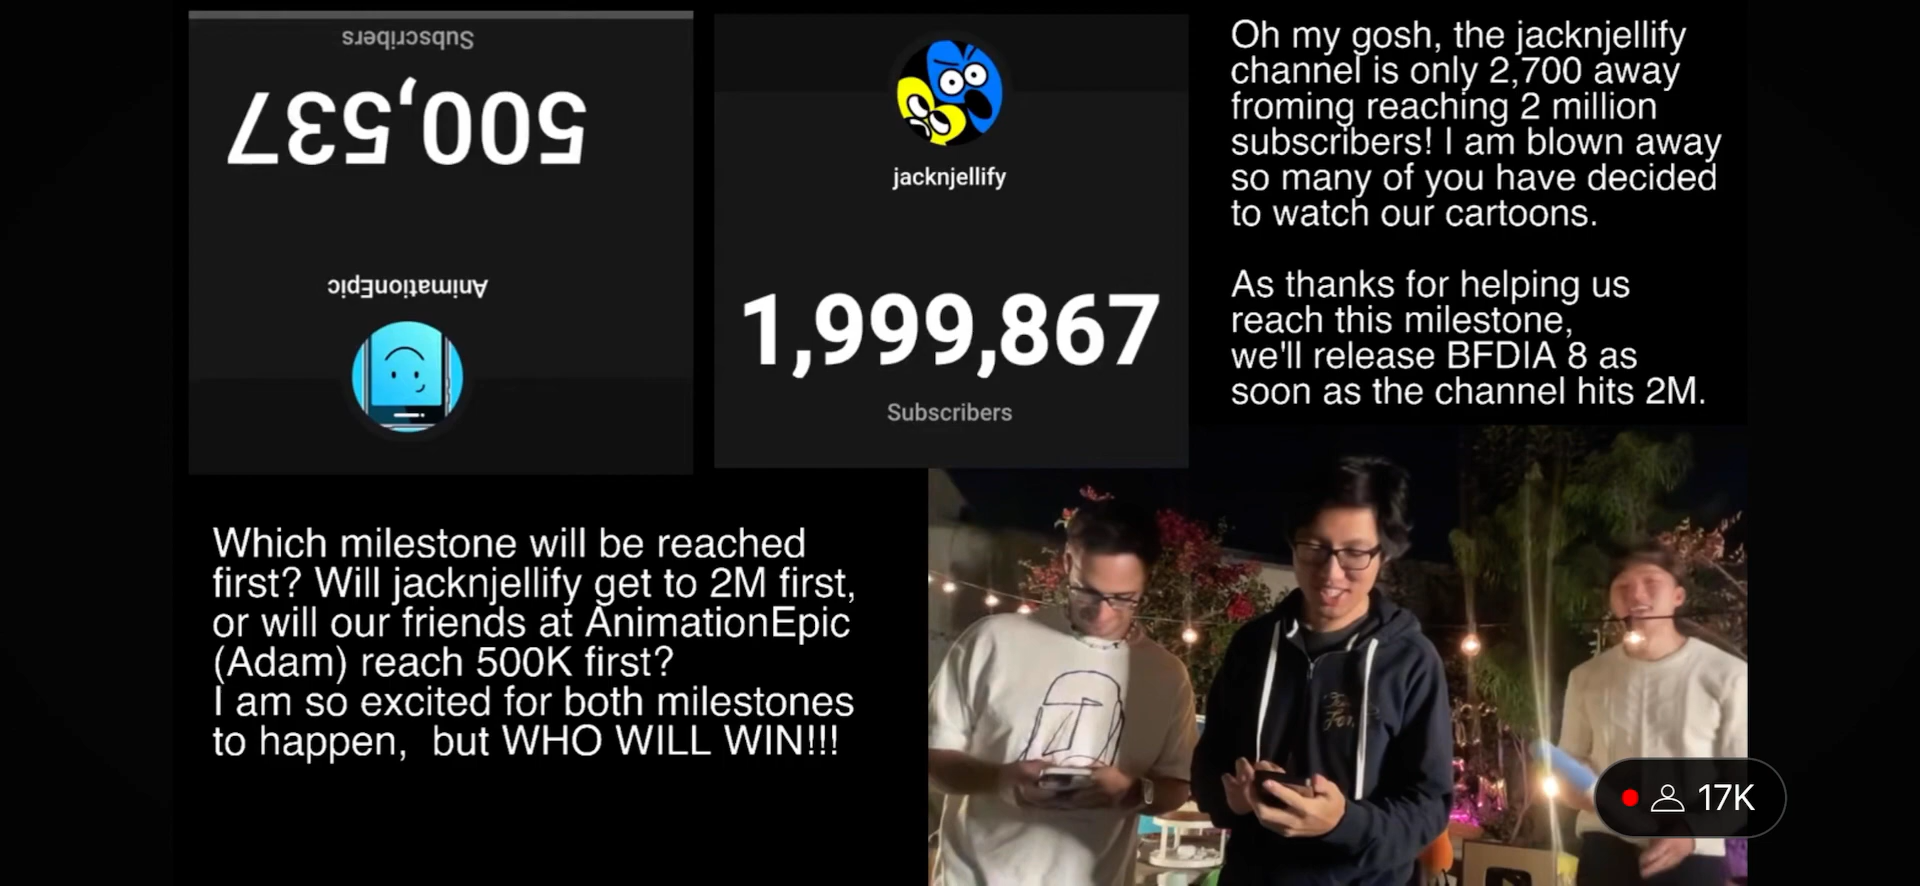 Subscribers
500,537
AnimationEpic
jacknjellify
1,999,867
Subscribers
Oh my gosh, the jacknjellify
channel is only 2,700 away
froming reaching 2 million
subscribers! I am blown away
so many of you have decided
to watch our cartoons.
As thanks for helping us
reach this milestone,
we'll release BFDIA 8 as
soon as the channel hits 2M.
Which milestone will be reached
first? Will jacknjellify get to 2M first,
or will our friends at AnimationEpic
(Adam) reach 500K first?
I am so excited for both milestones
to happen,  but WHO WILL WIN!!!
17K